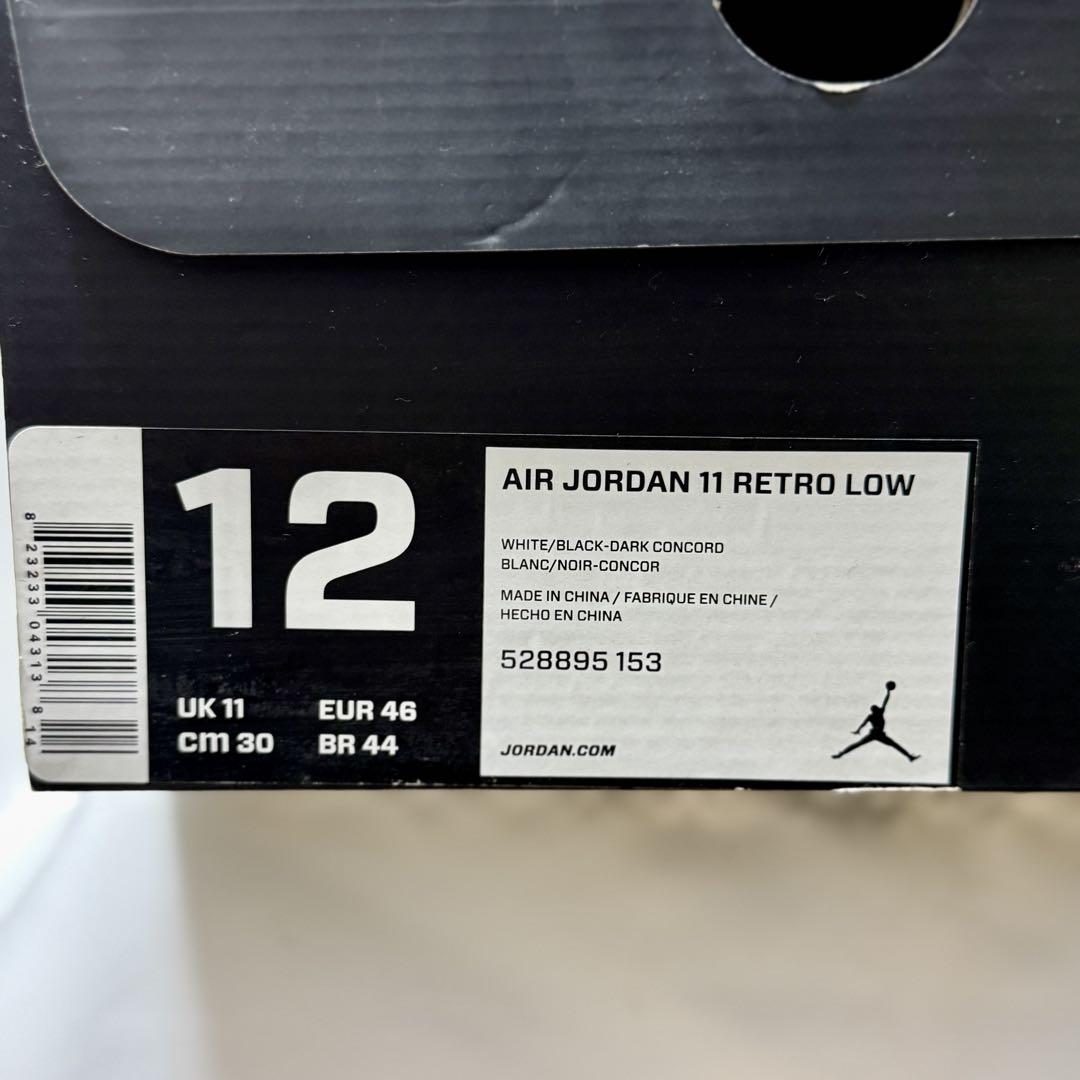 8 23233 04313 8 14
12
UK 11 EUR 46
cm 30 BR 44
AIR JORDAN 11 RETRO LOW
WHITE/BLACK-DARK CONCORD
BLANC/NOIR-CONCOR
MADE IN CHINA / FABRIQUE EN CHINE /
HECHO EN CHINA
528895 153
JORDAN.COM